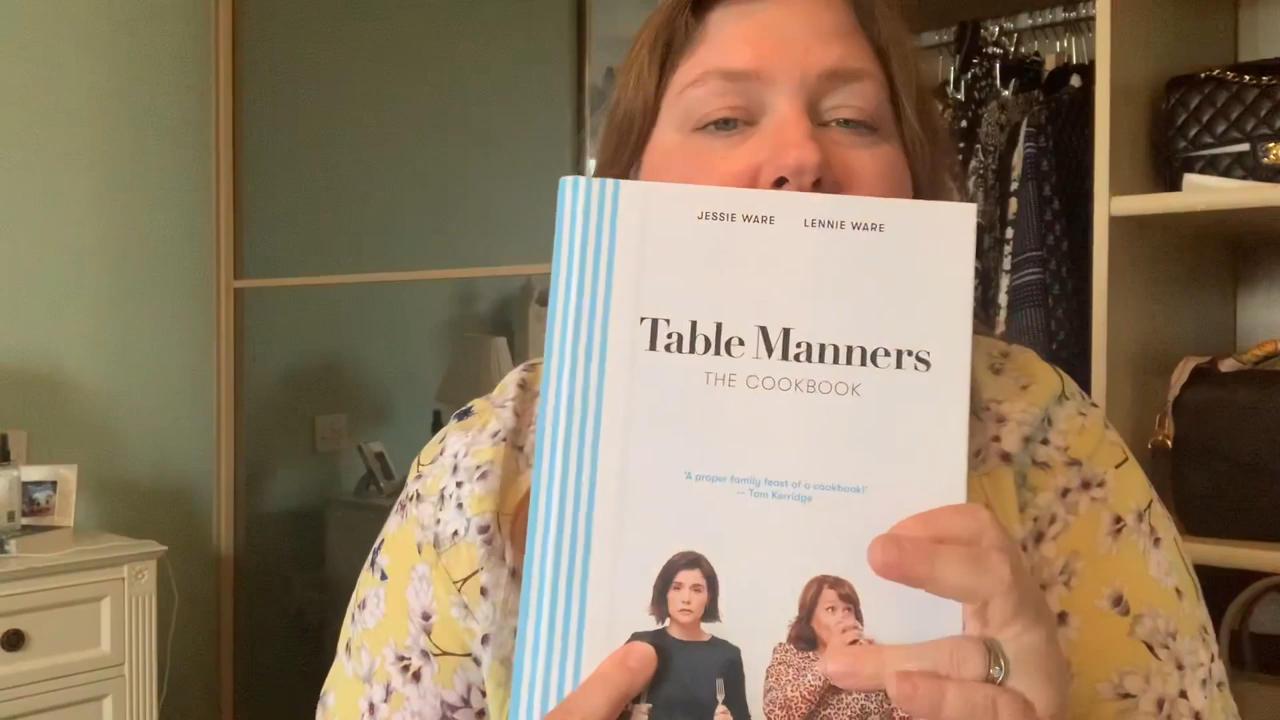 JESSIE WARE LENNIE WARE
Table Manners
THE COOKBOOK
'A proper family feast of a cookbook!'
— Tom Kerridge